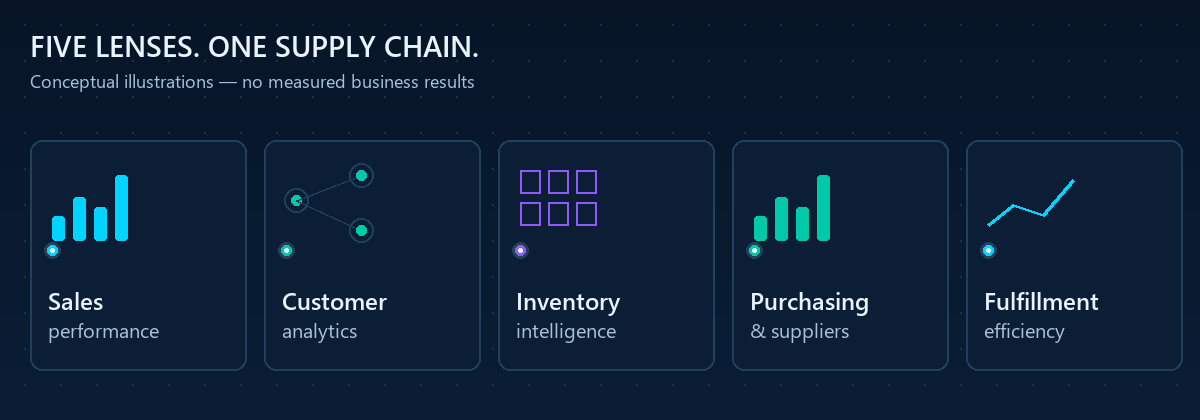 FIVE LENSES. ONE SUPPLY CHAIN.
Conceptual illustrations — no measured business results
Sales
performance
Customer
analytics
Inventory
intelligence
Purchasing
& suppliers
Fulfillment
efficiency